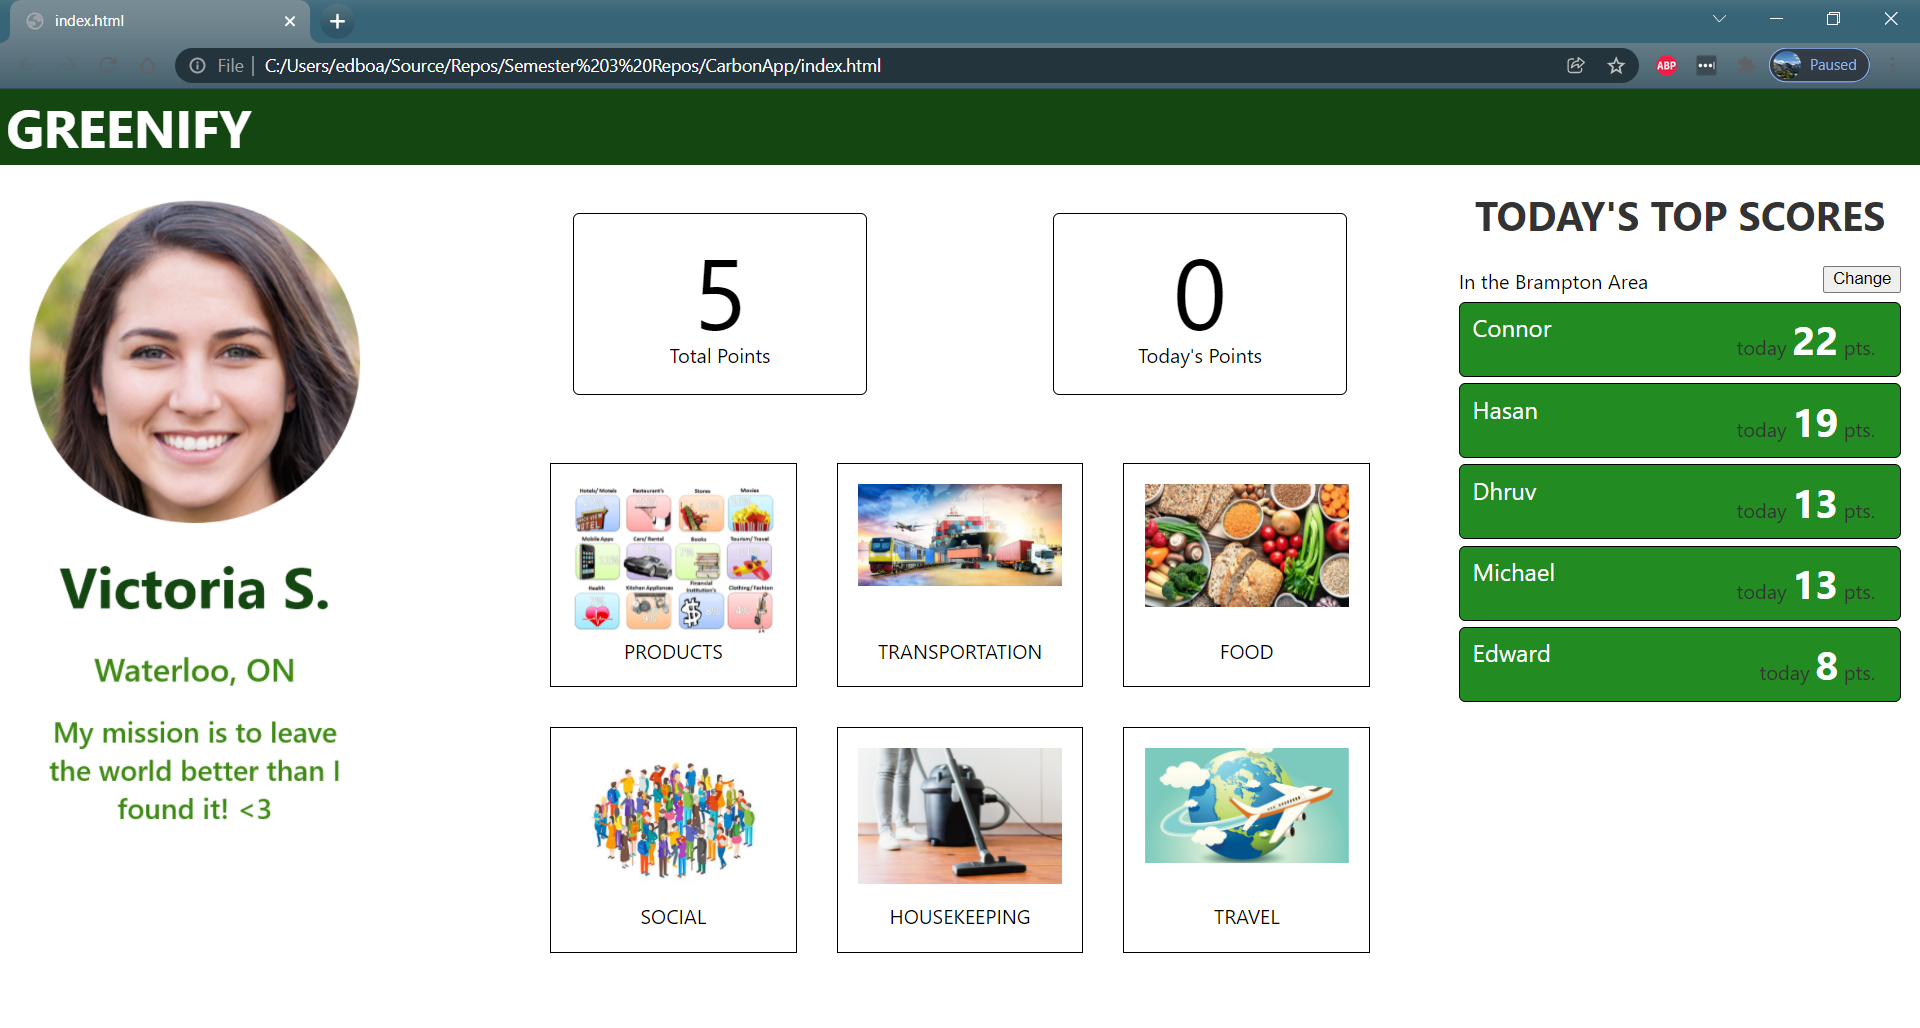 index.html
File
C:/Users/edboa/Source/Repos/Semester%203%20Repos/CarbonApp/index.html
ABP
Paused
GREENIFY
Victoria S.
Waterloo, ON
My mission is to leave
the world better than I
found it! <3
5
Total Points
0
Today's Points
Hotels/ Motels
Restaurant's
Stores
Movies
Mobile Apps
Cars/ Rental
Books
Tourism/ Travel
Health
Kitchen Appliances
Financial
Institution's
Clothing/ Fashion
PRODUCTS
TRANSPORTATION
FOOD
SOCIAL
HOUSEKEEPING
TRAVEL
TODAY'S TOP SCORES
In the Brampton Area
Change
Connor
today 22 pts.
Hasan
today 19 pts.
Dhruv
today 13 pts.
Michael
today 13 pts.
Edward
today 8 pts.